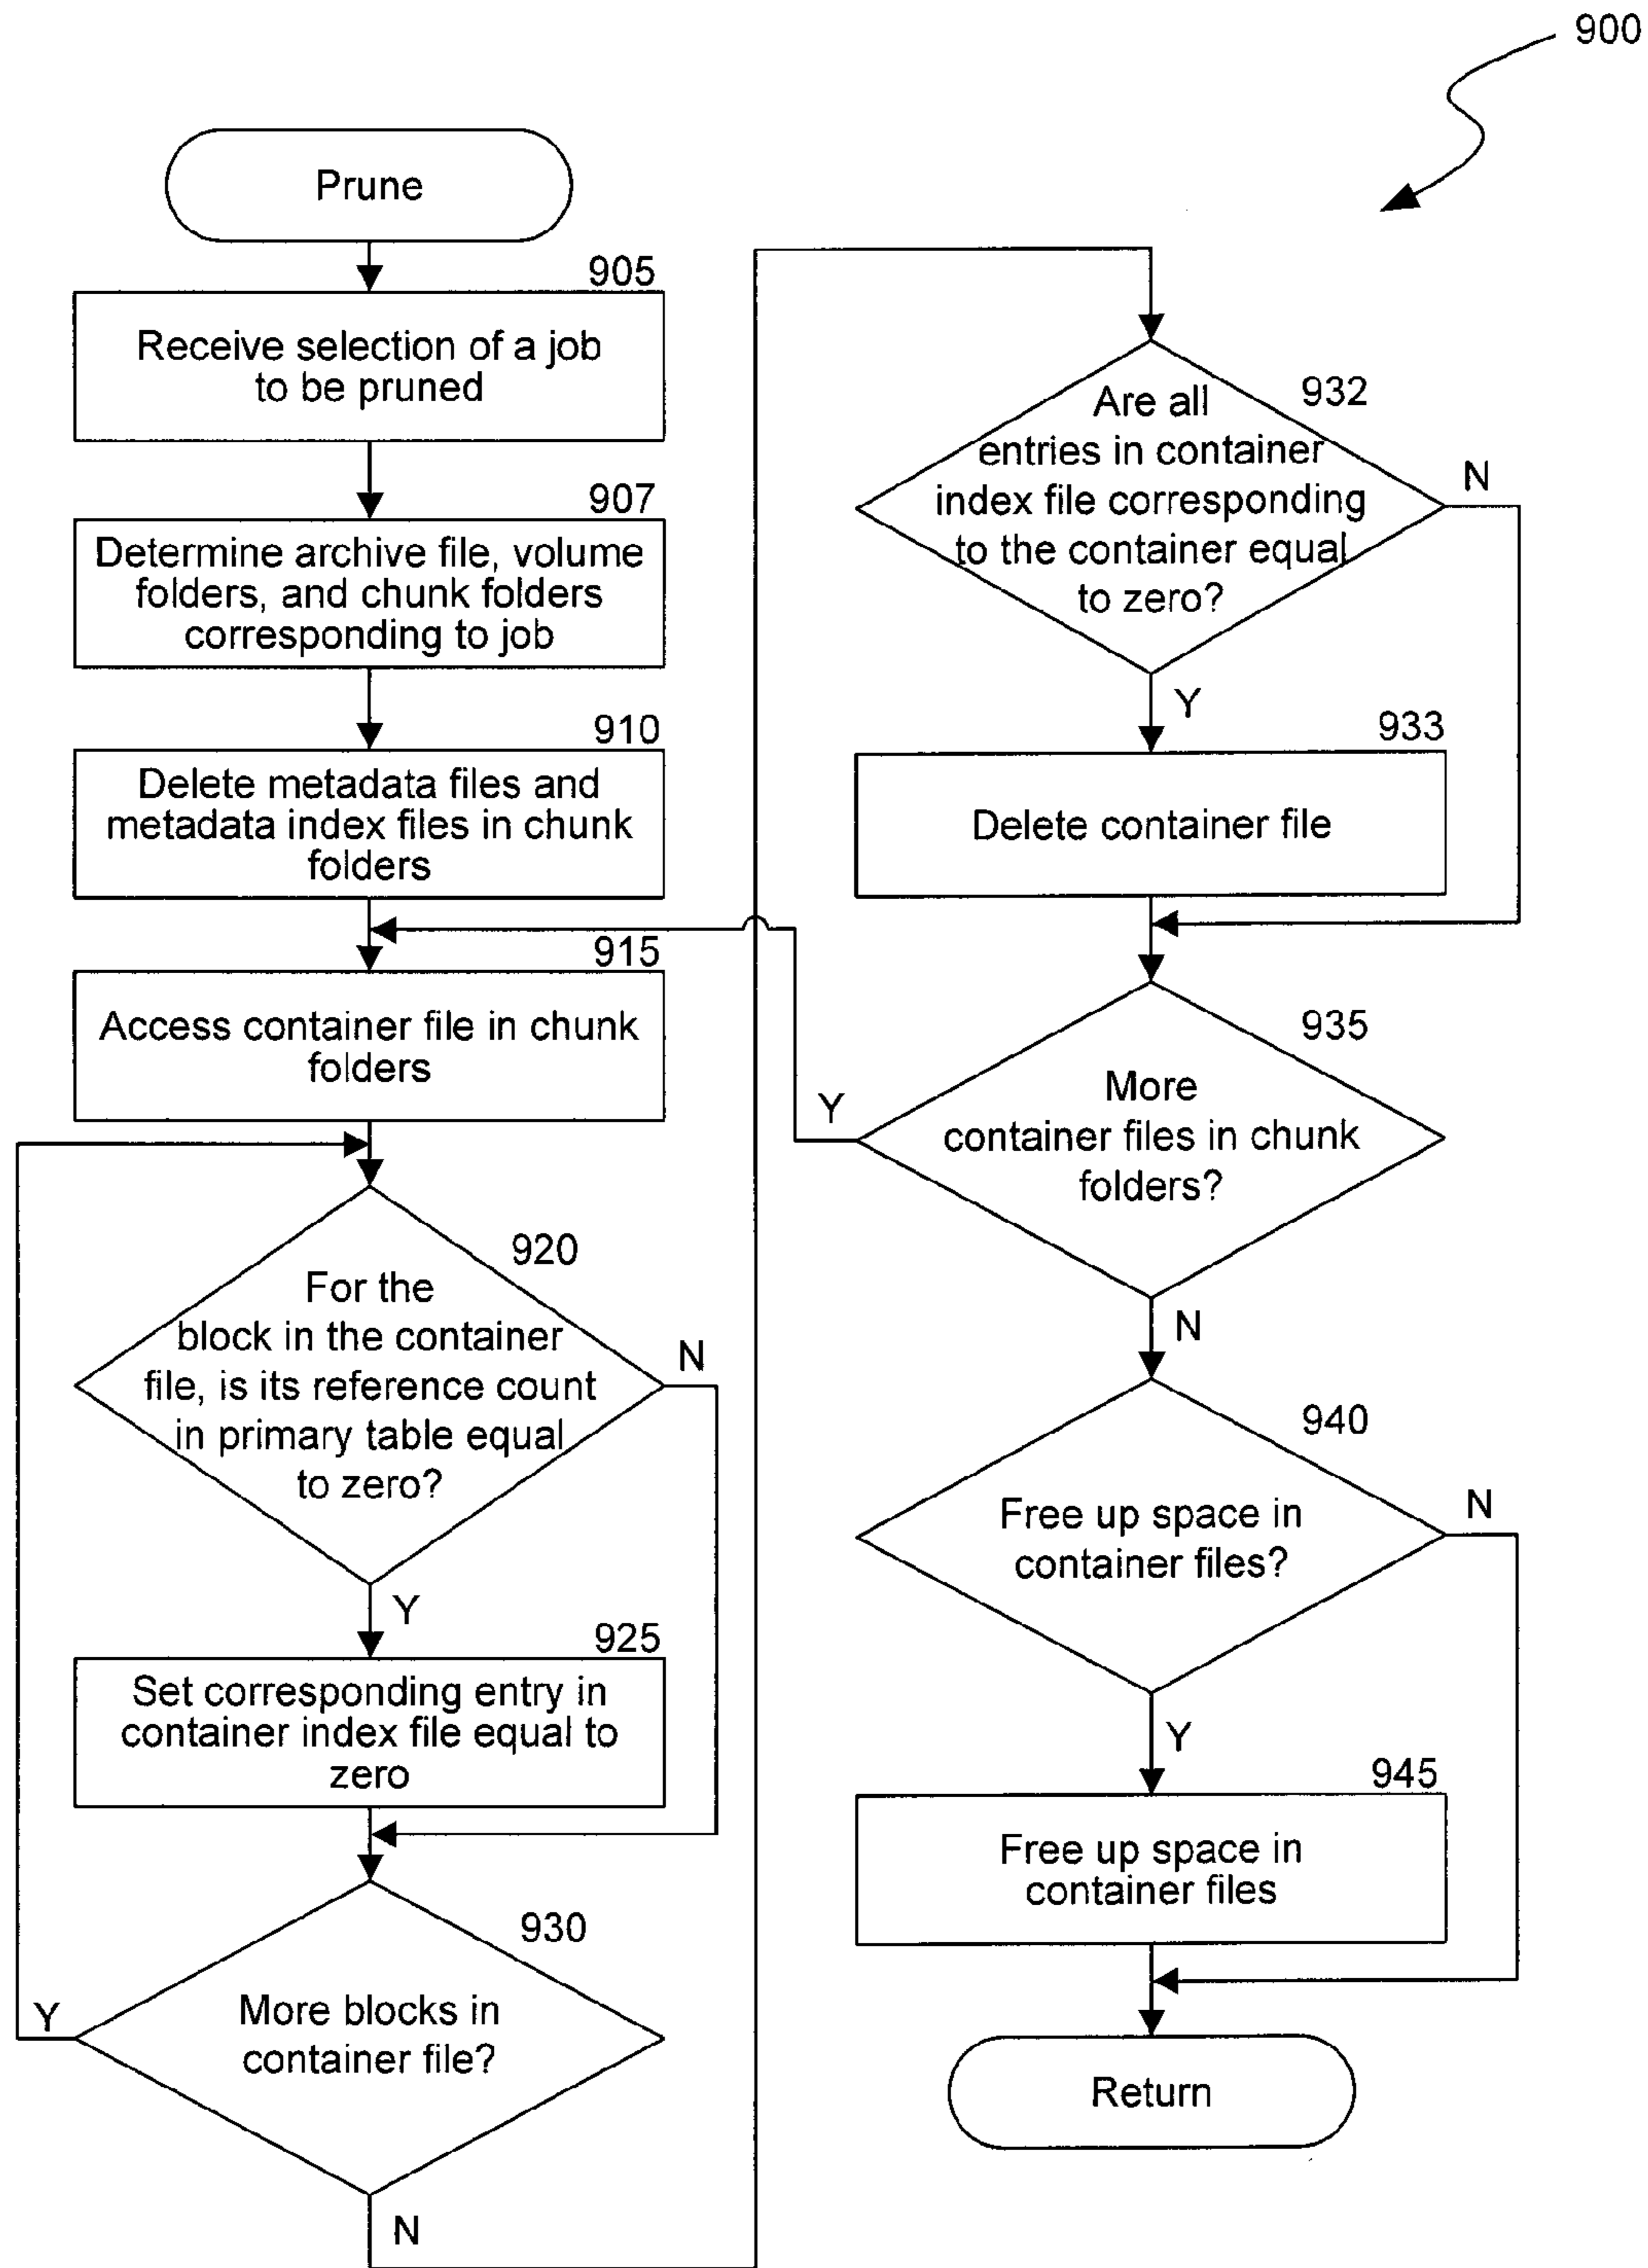 900
Prune
905
Receive selection of a job
to be pruned
907
Determine archive file, volume
folders, and chunk folders
corresponding to job
910
Delete metadata files and
metadata index files in chunk
folders
915
Access container file in chunk
folders
920
For the
block in the container
file, is its reference count
in primary table equal
to zero?
N
Y
925
Set corresponding entry in
container index file equal to
zero
930
More blocks in
container file?
Y
N
932
Are all
entries in container
index file corresponding
to the container equal
to zero?
N
Y
933
Delete container file
935
More
container files in chunk
folders?
Y
N
940
Free up space in
container files?
N
Y
945
Free up space in
container files
Return